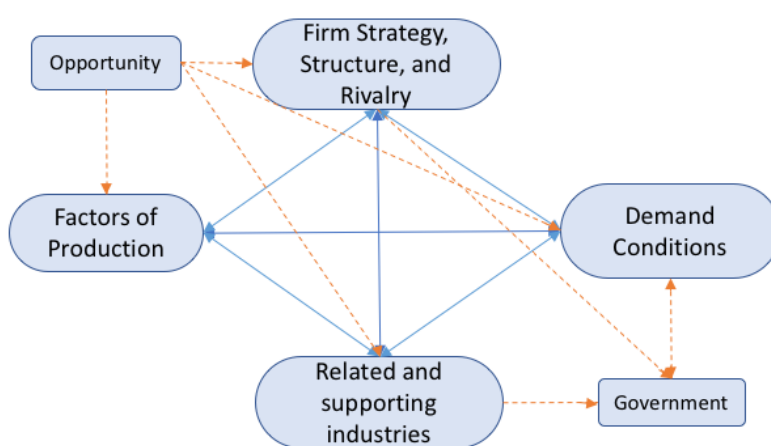 Firm Strategy,
Structure, and
Rivalry
Opportunity
Factors of
Production
Demand
Conditions
Related and
supporting
industries
Government